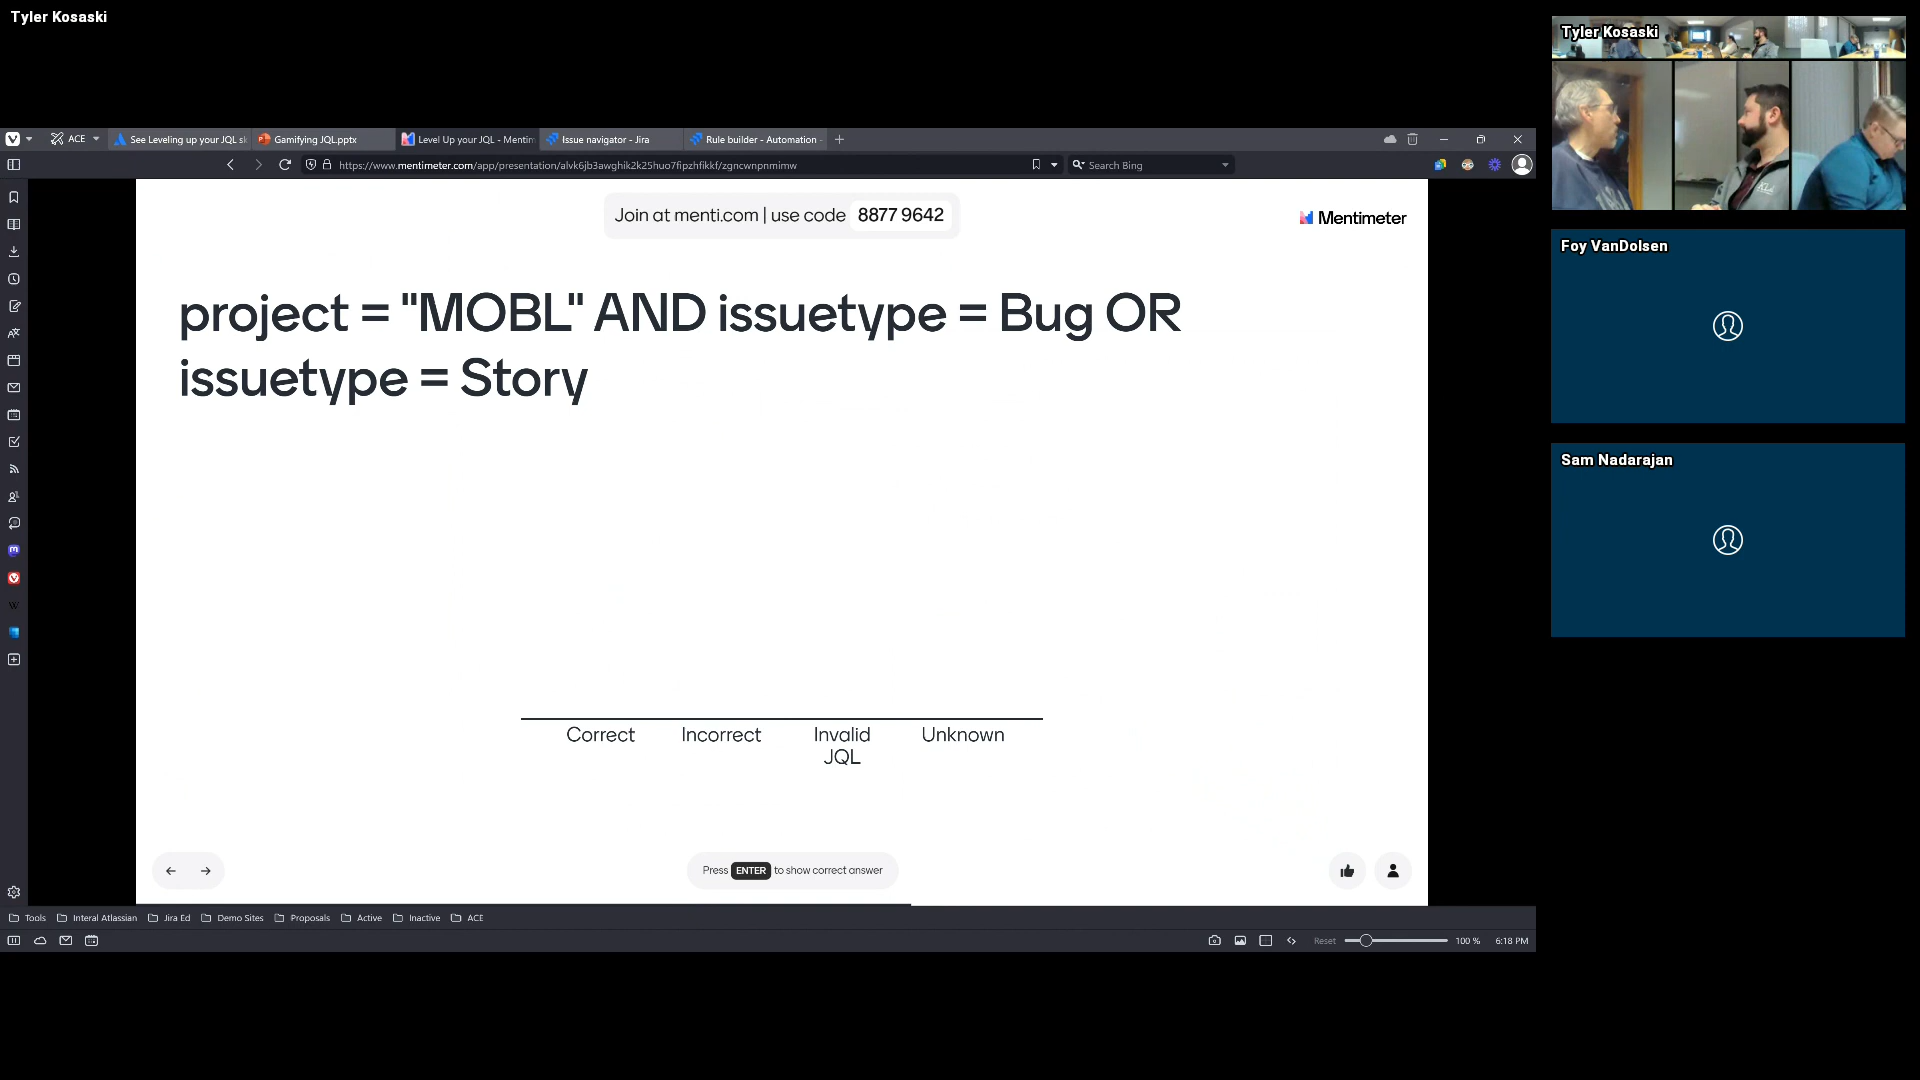 Tyler Kosaski
ACE
See Leveling up your JQL sk
Gamifying JQL.pptx
Level Up your JQL - Mentim
Issue navigator - Jira
Rule builder - Automation -
https://www.mentimeter.com/app/presentation/alvk6jb3awghik2k25huo7fipzhfikkf/zgncwnpnmimw
Search Bing
Join at menti.com | use code 8877 9642
Mentimeter
project = "MOBL" AND issuetype = Bug OR
issuetype = Story
Correct
Incorrect
Invalid
JQL
Unknown
Press ENTER to show correct answer
Tools
Interal Atlassian
Jira Ed
Demo Sites
Proposals
Active
Inactive
ACE
Reset
100 %
6:18 PM
Tyler Kosaski
Foy VanDolsen
Sam Nadarajan